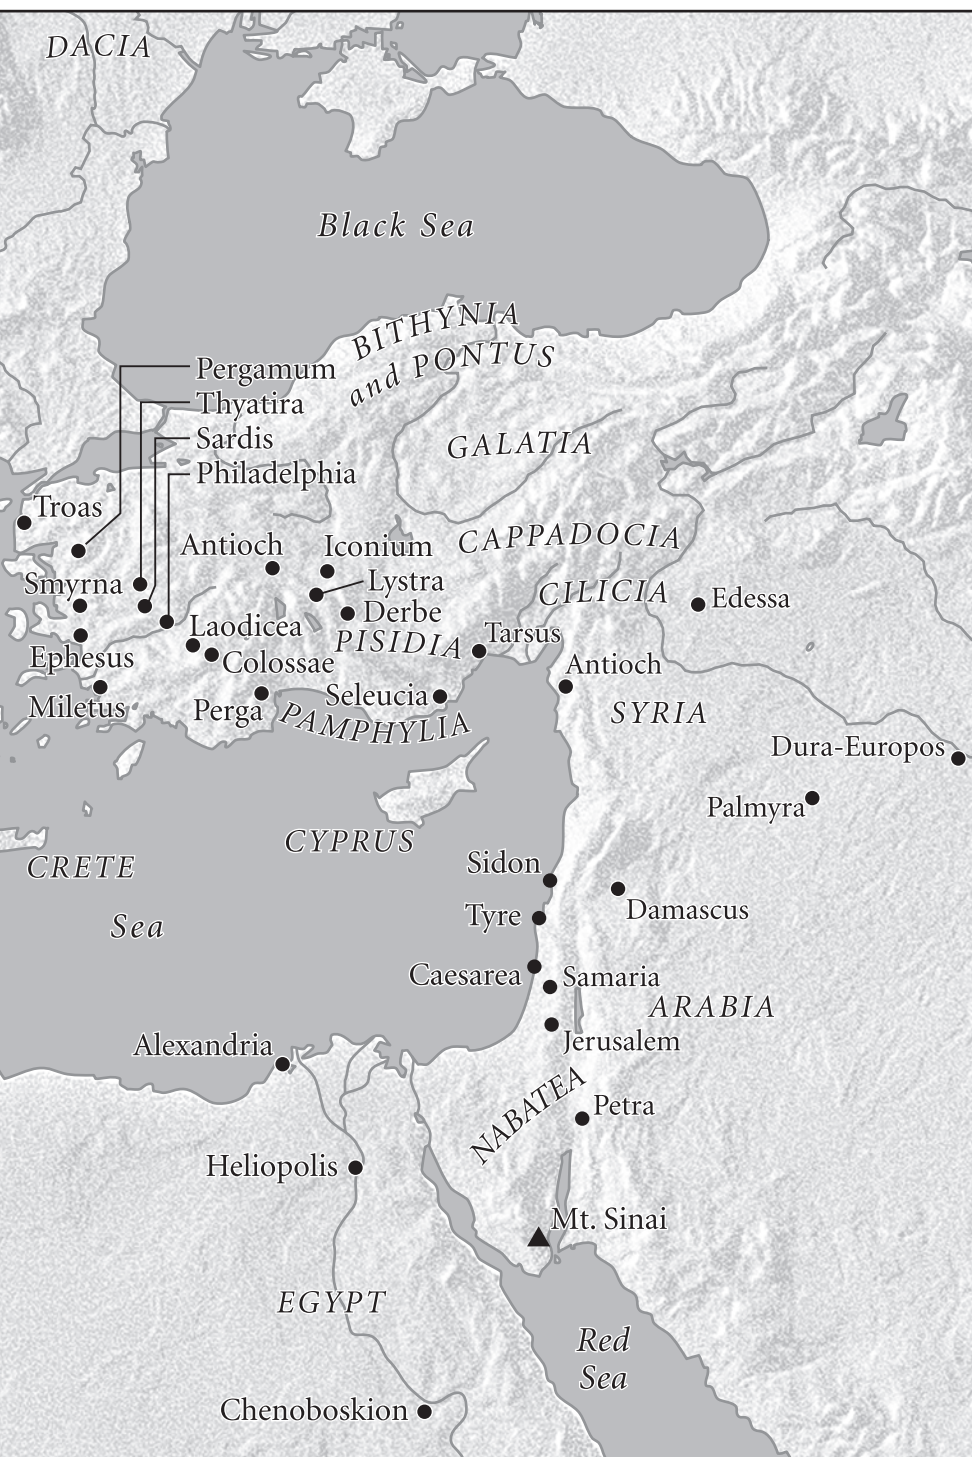 DACIA
Black Sea
BITHYNIA
and PONTUS
Pergamum
Thyatira
Sardis
Philadelphia
GALATIA
Troas
Antioch
Iconium
CAPPADOCIA
Smyrna
Lystra
CILICIA
Edessa
Derbe
Laodicea
PISIDIA
Tarsus
Ephesus
Colossae
Antioch
Miletus
Perga
Seleucia
PAMPHYLIA
SYRIA
Dura-Europos
Palmyra
CYPRUS
CRETE
Sidon
Sea
Tyre
Damascus
Caesarea
Samaria
ARABIA
Alexandria
Jerusalem
NABATEA
Petra
Heliopolis
Mt. Sinai
EGYPT
Red
Sea
Chenoboskion